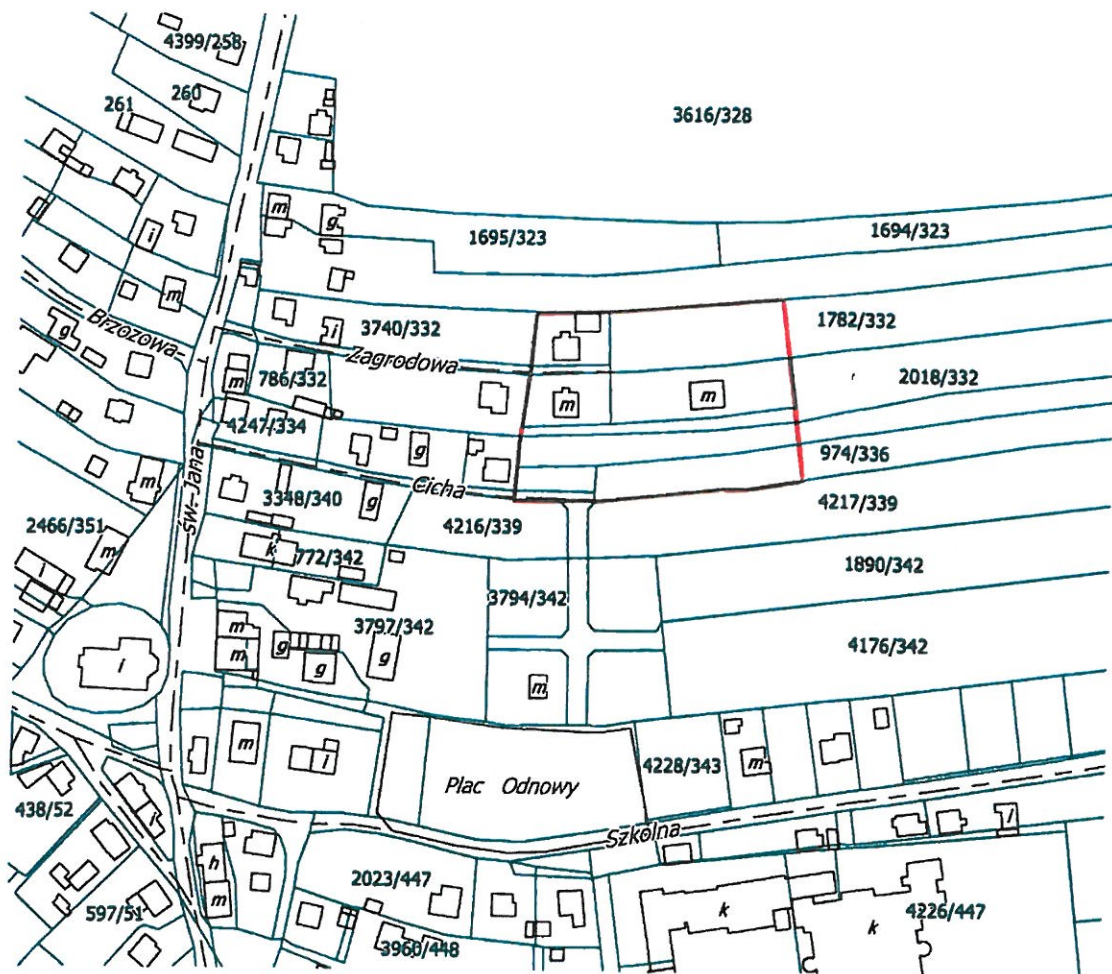 4399/258
260
261
3616/328
m
g
i
1695/323
1694/323
m
Brzozowa
g
3740/332
i
Zagrodowa
1782/332
m
786/332
m
m
2018/332
4247/334
g
974/336
m
św. Jana
3348/340
g
Cicha
4216/339
4217/339
2466/351
m
i
k
772/342
1890/342
3794/342
m
m
g
g
3797/342
g
4176/342
i
m
m
i
4228/343
m
Plac Odnowy
438/52
i
Szkolna
i
h
m
2023/447
597/51
3960/448
k
k
4226/447